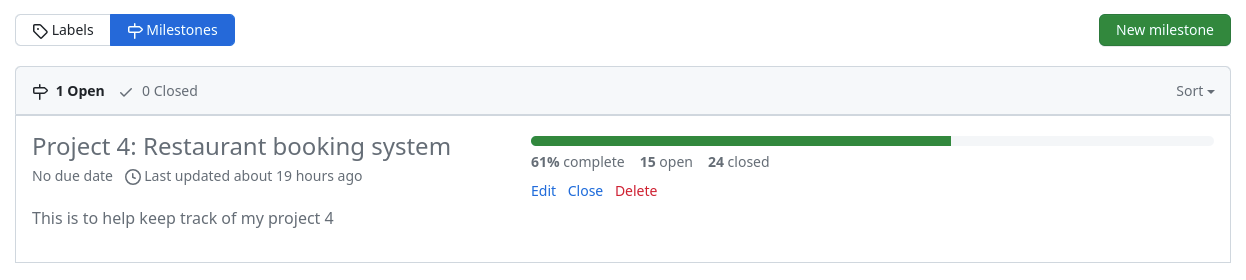 Labels Milestones New milestone
1 Open 0 Closed Sort
Project 4: Restaurant booking system
No due date Last updated about 19 hours ago
This is to help keep track of my project 4
61% complete 15 open 24 closed
Edit Close Delete